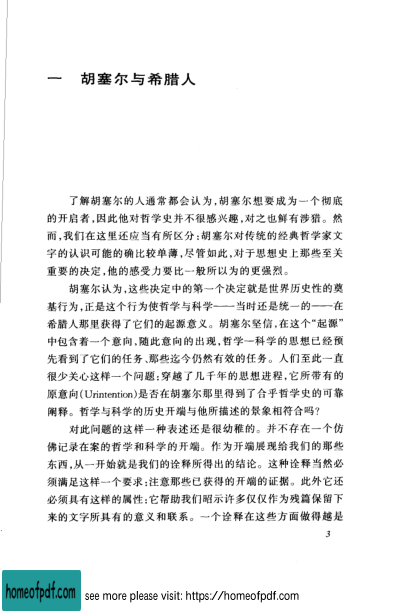 一 胡塞尔与希腊人
了解胡塞尔的人通常都会认为,胡塞尔想要成为一个彻底
的开启者,因此他对哲学史并不很感兴趣,对之也鲜有涉猎。然
而,我们在这里还应当有所区分:胡塞尔对传统的经典哲学家文
字的认识可能的确比较单薄,尽管如此,对于思想史上那些至关
重要的决定,他的感受力要比一般所以为的更强烈。
胡塞尔认为,这些决定中的第一个决定就是世界历史性的奠
基行为,正是这个行为使哲学与科学——当时还是统一的——在
希腊人那里获得了它们的起源意义。胡塞尔坚信,在这个“起源”
中包含着一个意向,随此意向的出现,哲学—科学的思想已经预
先看到了它们的任务、那些迄今仍然有效的任务。人们至此一直
很少关心这样一个问题:穿越了几千年的思想进程,它所带有的
原意向(Urintention)是否在胡塞尔那里得到了合乎哲学史的可靠
阐释。哲学与科学的历史开端与他所描述的景象相符合吗?
对此问题的这样一种表述还是很幼稚的。并不存在一个仿
佛记录在案的哲学和科学的开端。作为开端展现给我们的那些
东西,从一开始就是我们的诠释所得出的结论。这种诠释当然必
须满足这样一个要求:注意那些已获得的开端的证据。此外它还
必须具有这样的属性:它帮助我们昭示许多仅仅作为残篇保留下
来的文字所具有的意义和联系。一个诠释在这些方面做得越是
3
homeofpdf.com
see more please visit: https://homeofpdf.com